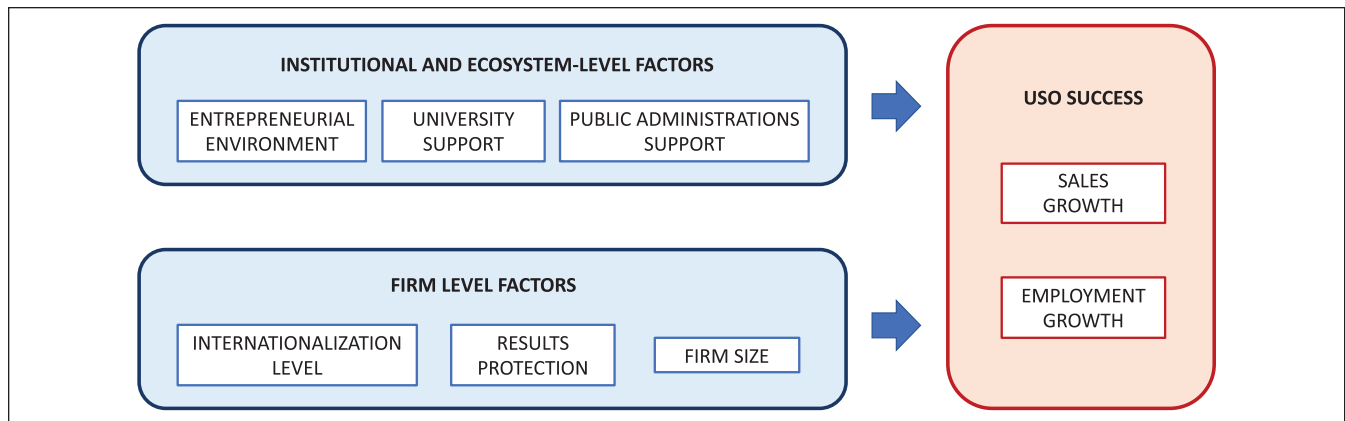 INSTITUTIONAL AND ECOSYSTEM-LEVEL FACTORS
ENTREPRENEURIAL
ENVIRONMENT
UNIVERSITY
SUPPORT
PUBLIC ADMINISTRATIONS
SUPPORT
FIRM LEVEL FACTORS
INTERNATIONALIZATION
LEVEL
RESULTS
PROTECTION
FIRM SIZE
USO SUCCESS
SALES
GROWTH
EMPLOYMENT
GROWTH